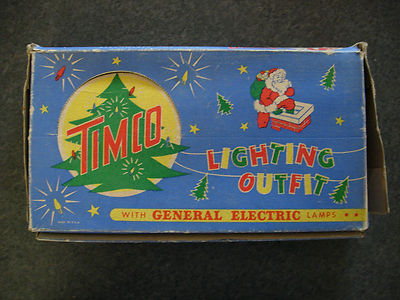 TIMCO
LIGHTING
OUTFIT
WITH GENERAL ELECTRIC LAMPS